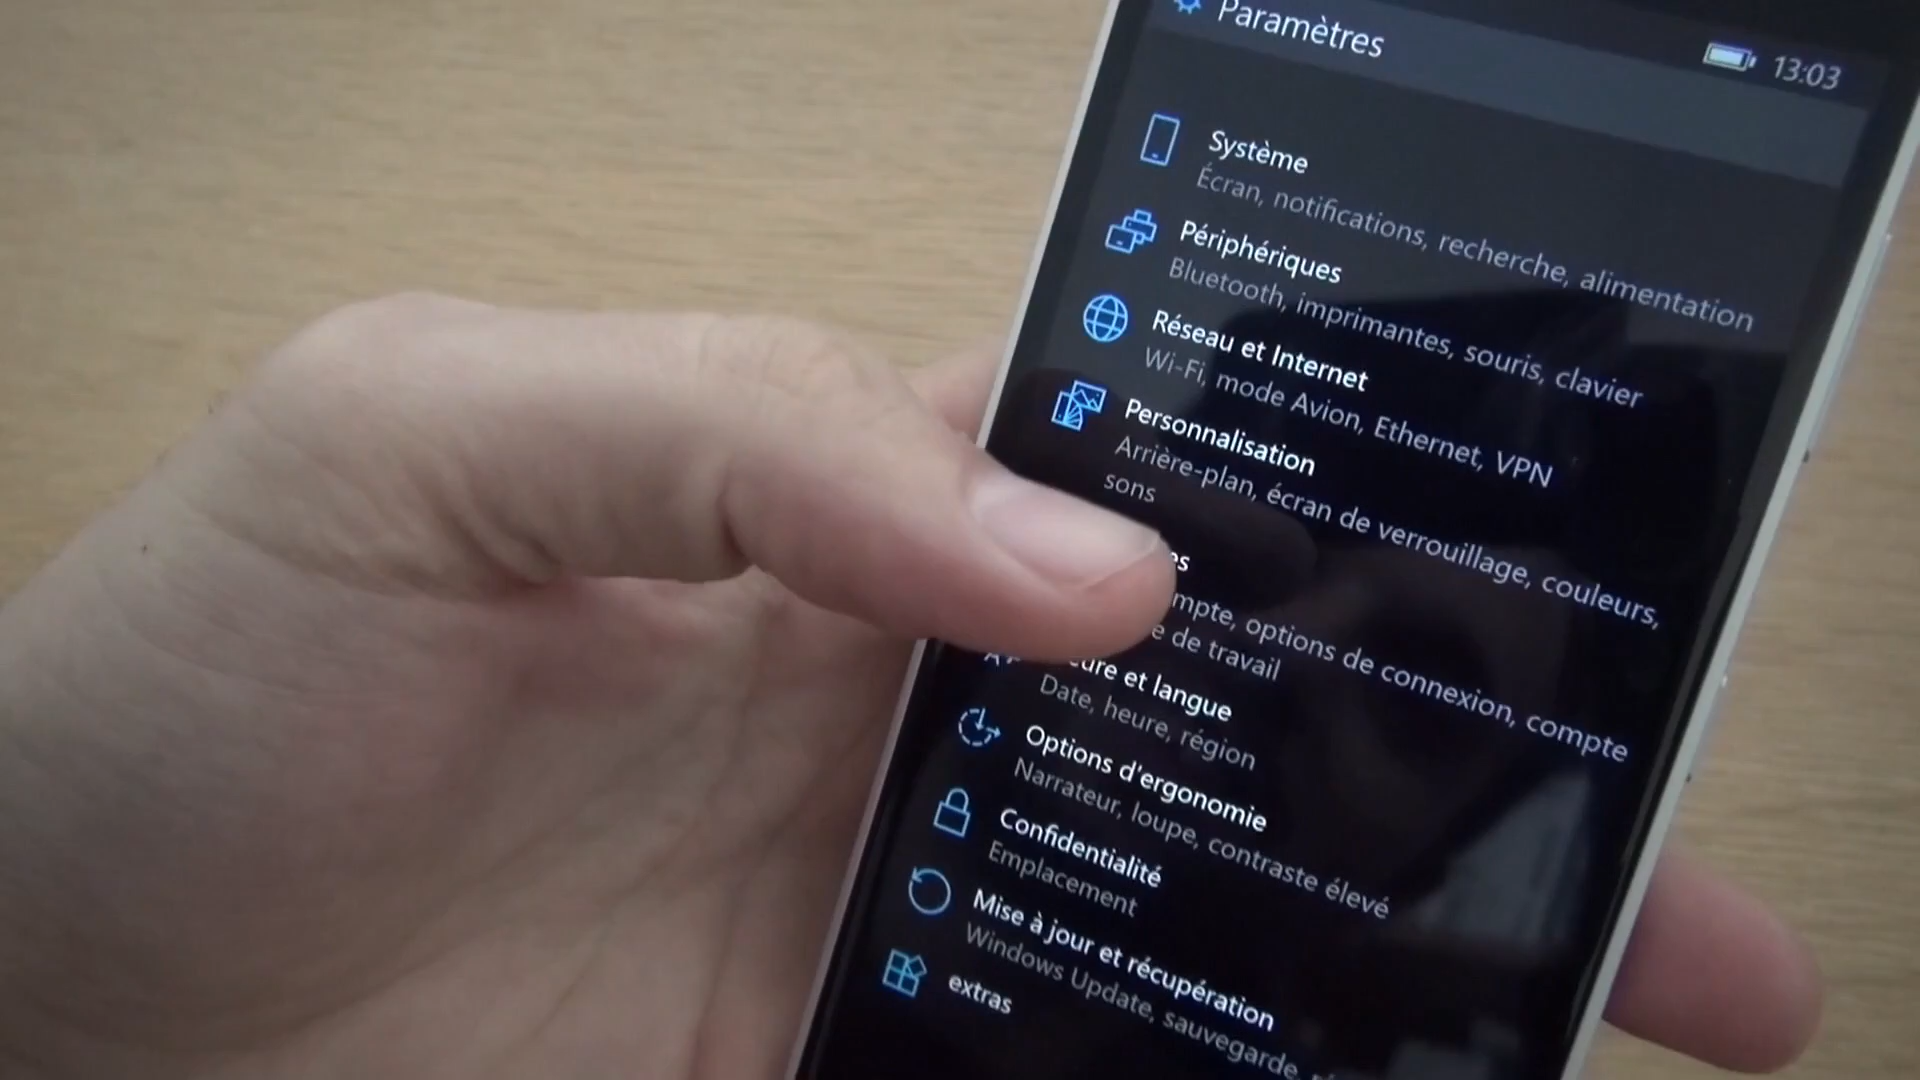 Paramètres
13:03
Système
Écran, notifications, recherche, alimentation
Périphériques
Bluetooth, imprimantes, souris, clavier
Réseau et Internet
Wi-Fi, mode Avion, Ethernet, VPN
Personnalisation
Arrière-plan, écran de verrouillage, couleurs,
sons
options de connexion, compte
de travail
et langue
Date, heure, région
Options d'ergonomie
Narrateur, loupe, contraste élevé
Confidentialité
Emplacement
Mise à jour et récupération
Windows Update, sauvegarde,
extras